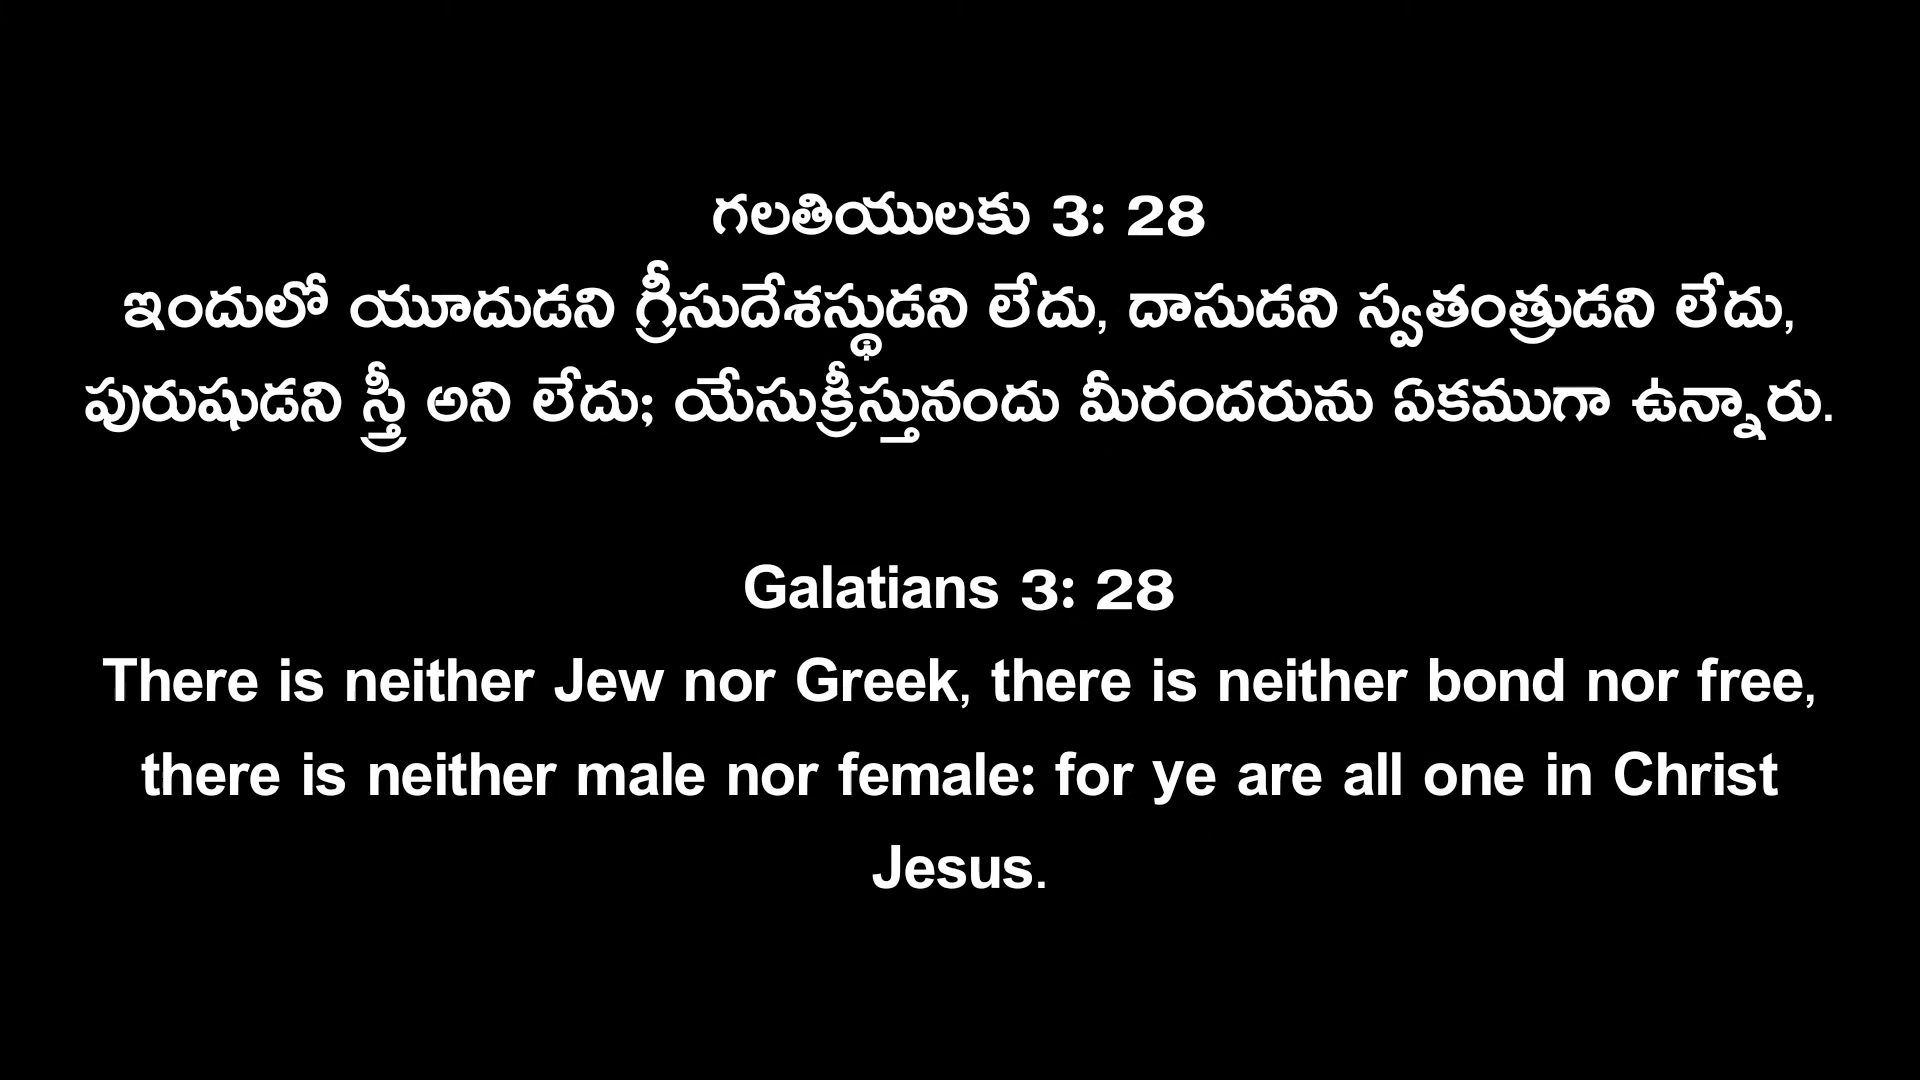 గలతియులకు 3: 28
ఇందులో యూదుడని గ్రీసుదేశస్థుడని లేదు, దాసుడని స్వతంత్రుడని లేదు,
పురుషుడని స్త్రీ అని లేదు; యేసుక్రీస్తునందు మీరందరును ఏకముగా ఉన్నారు.
Galatians 3: 28
There is neither Jew nor Greek, there is neither bond nor free,
there is neither male nor female: for ye are all one in Christ
Jesus.